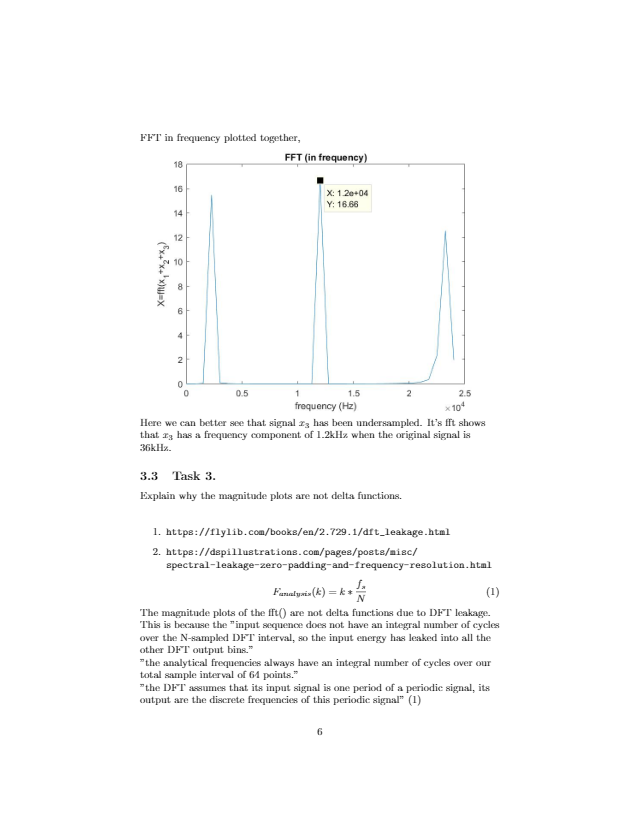 FFT in frequency plotted together,
FFT (in frequency)
18
16
14
12
10
8
6
4
2
0
X=fft(x₁+x₂+x₃)
X: 1.2e+04
Y: 16.66
0 0.5 1 1.5 2 2.5
frequency (Hz)
×10⁴
Here we can better see that signal x₃ has been undersampled. It's fft shows
that x₃ has a frequency component of 1.2kHz when the original signal is
36kHz.
3.3 Task 3.
Explain why the magnitude plots are not delta functions.
1. https://flylib.com/books/en/2.729.1/dft_leakage.html
2. https://dspillustrations.com/pages/posts/misc/
spectral-leakage-zero-padding-and-frequency-resolution.html
F_analysis(k) = k * f_s/N (1)
The magnitude plots of the fft() are not delta functions due to DFT leakage.
This is because the "input sequence does not have an integral number of cycles
over the N-sampled DFT interval, so the input energy has leaked into all the
other DFT output bins."
"the analytical frequencies always have an integral number of cycles over our
total sample interval of 64 points."
"the DFT assumes that its input signal is one period of a periodic signal, its
output are the discrete frequencies of this periodic signal" (1)
6